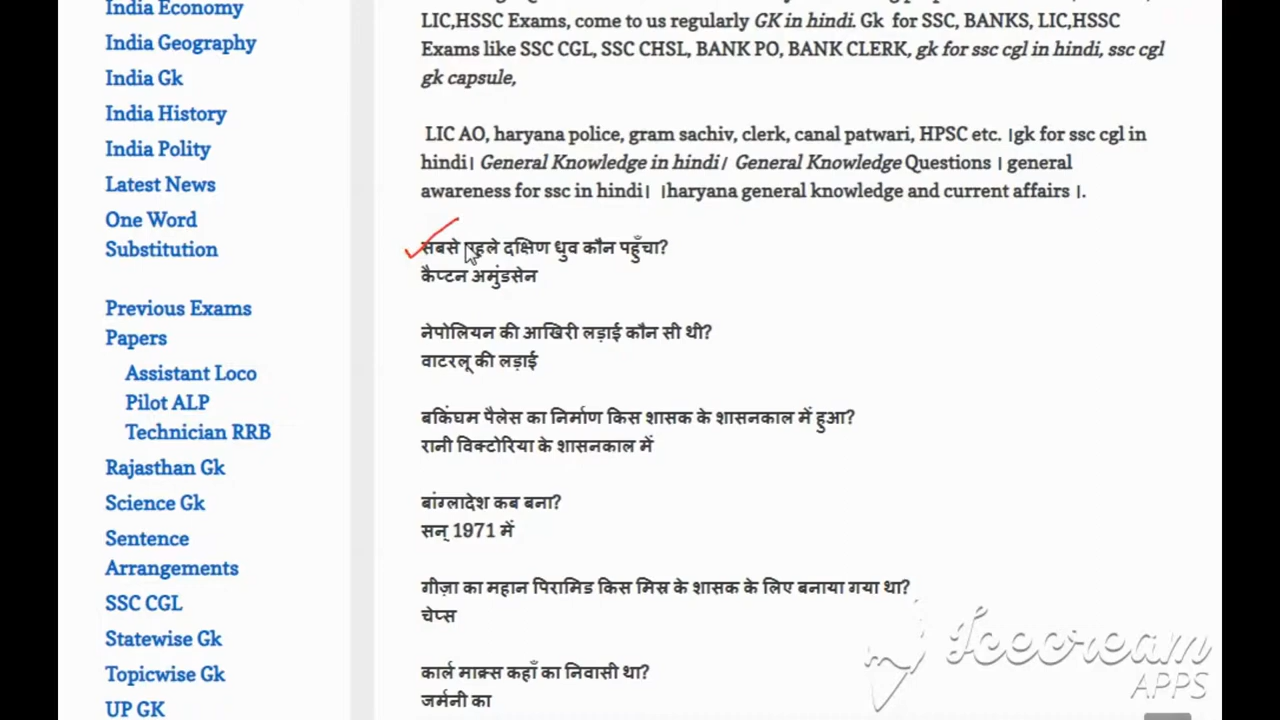 India Economy
India Geography
India Gk
India History
India Polity
Latest News
One Word
Substitution
Previous Exams
Papers
Assistant Loco
Pilot ALP
Technician RRB
Rajasthan Gk
Science Gk
Sentence
Arrangements
SSC CGL
Statewise Gk
Topicwise Gk
UP GK
LIC,HSSC Exams, come to us regularly GK in hindi. Gk for SSC, BANKS, LIC,HSSC
Exams like SSC CGL, SSC CHSL, BANK PO, BANK CLERK, gk for ssc cgl in hindi, ssc cgl
gk capsule,
LIC AO, haryana police, gram sachiv, clerk, canal patwari, HPSC etc. ।gk for ssc cgl in
hindi। General Knowledge in hindi। General Knowledge Questions । general
awareness for ssc in hindi। ।haryana general knowledge and current affairs ।.
सबसे पहले दक्षिण धुव कौन पहुँचा?
कैप्टन अमुंडसेन
नेपोलियन की आखिरी लड़ाई कौन सी थी?
वाटरलू की लड़ाई
बकिंघम पैलेस का निर्माण किस शासक के शासनकाल में हुआ?
रानी विक्टोरिया के शासनकाल में
बांग्लादेश कब बना?
सन् 1971 में
गीज़ा का महान पिरामिड किस मिस्र के शासक के लिए बनाया गया था?
चेप्स
कार्ल माक्र्स कहाँ का निवासी था?
जर्मनी का
Icecream
APPS